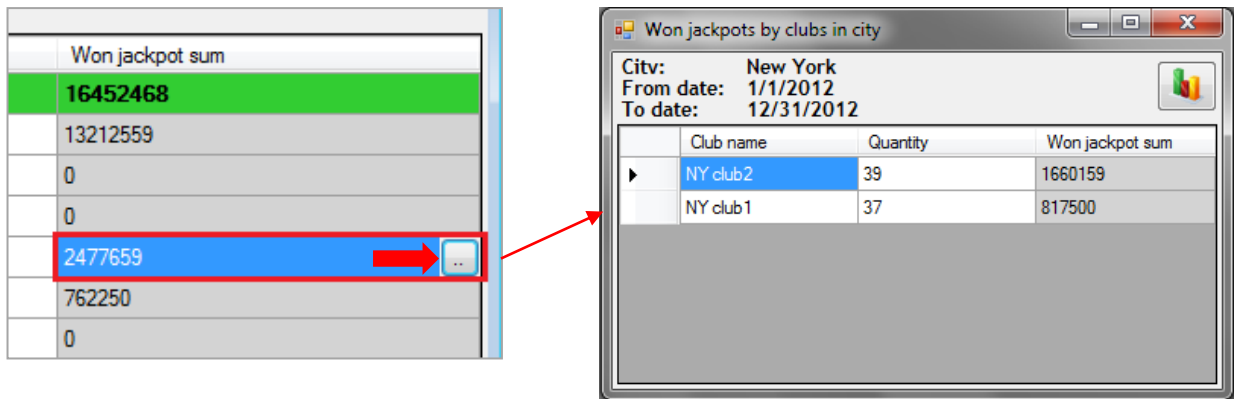 Won jackpot sum
16452468
13212559
0
0
2477659 ..
762250
0
Won jackpots by clubs in city
City: New York
From date: 1/1/2012
To date: 12/31/2012
Club name Quantity Won jackpot sum
NY club2 39 1660159
NY club1 37 817500